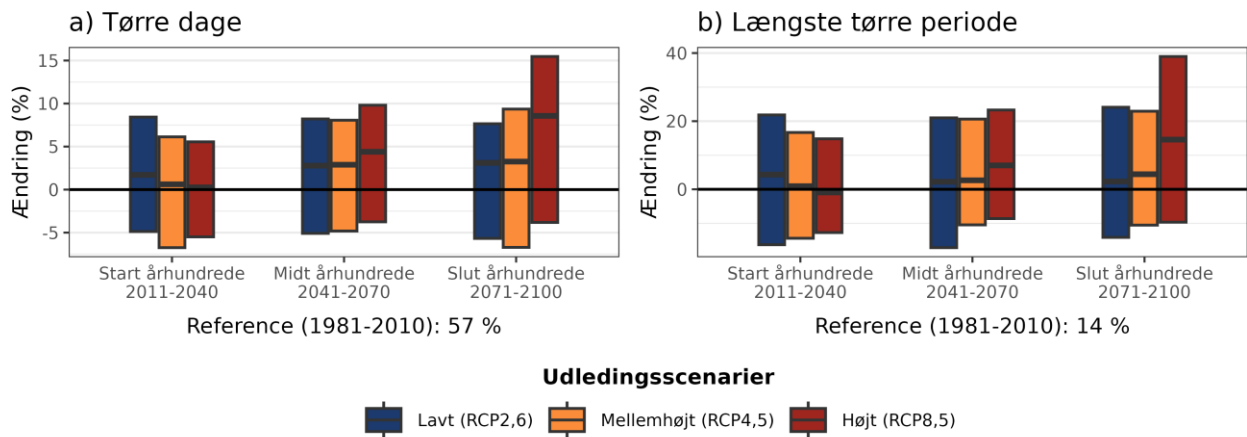 a) Tørre dage
Ændring (%)
15
10
5
0
-5
Start århundrede
2011-2040
Midt århundrede
2041-2070
Slut århundrede
2071-2100
Reference (1981-2010): 57 %
b) Længste tørre periode
Ændring (%)
40
20
0
Start århundrede
2011-2040
Midt århundrede
2041-2070
Slut århundrede
2071-2100
Reference (1981-2010): 14 %
Udledingsscenarier
Lavt (RCP2,6)
Mellemhøjt (RCP4,5)
Højt (RCP8,5)